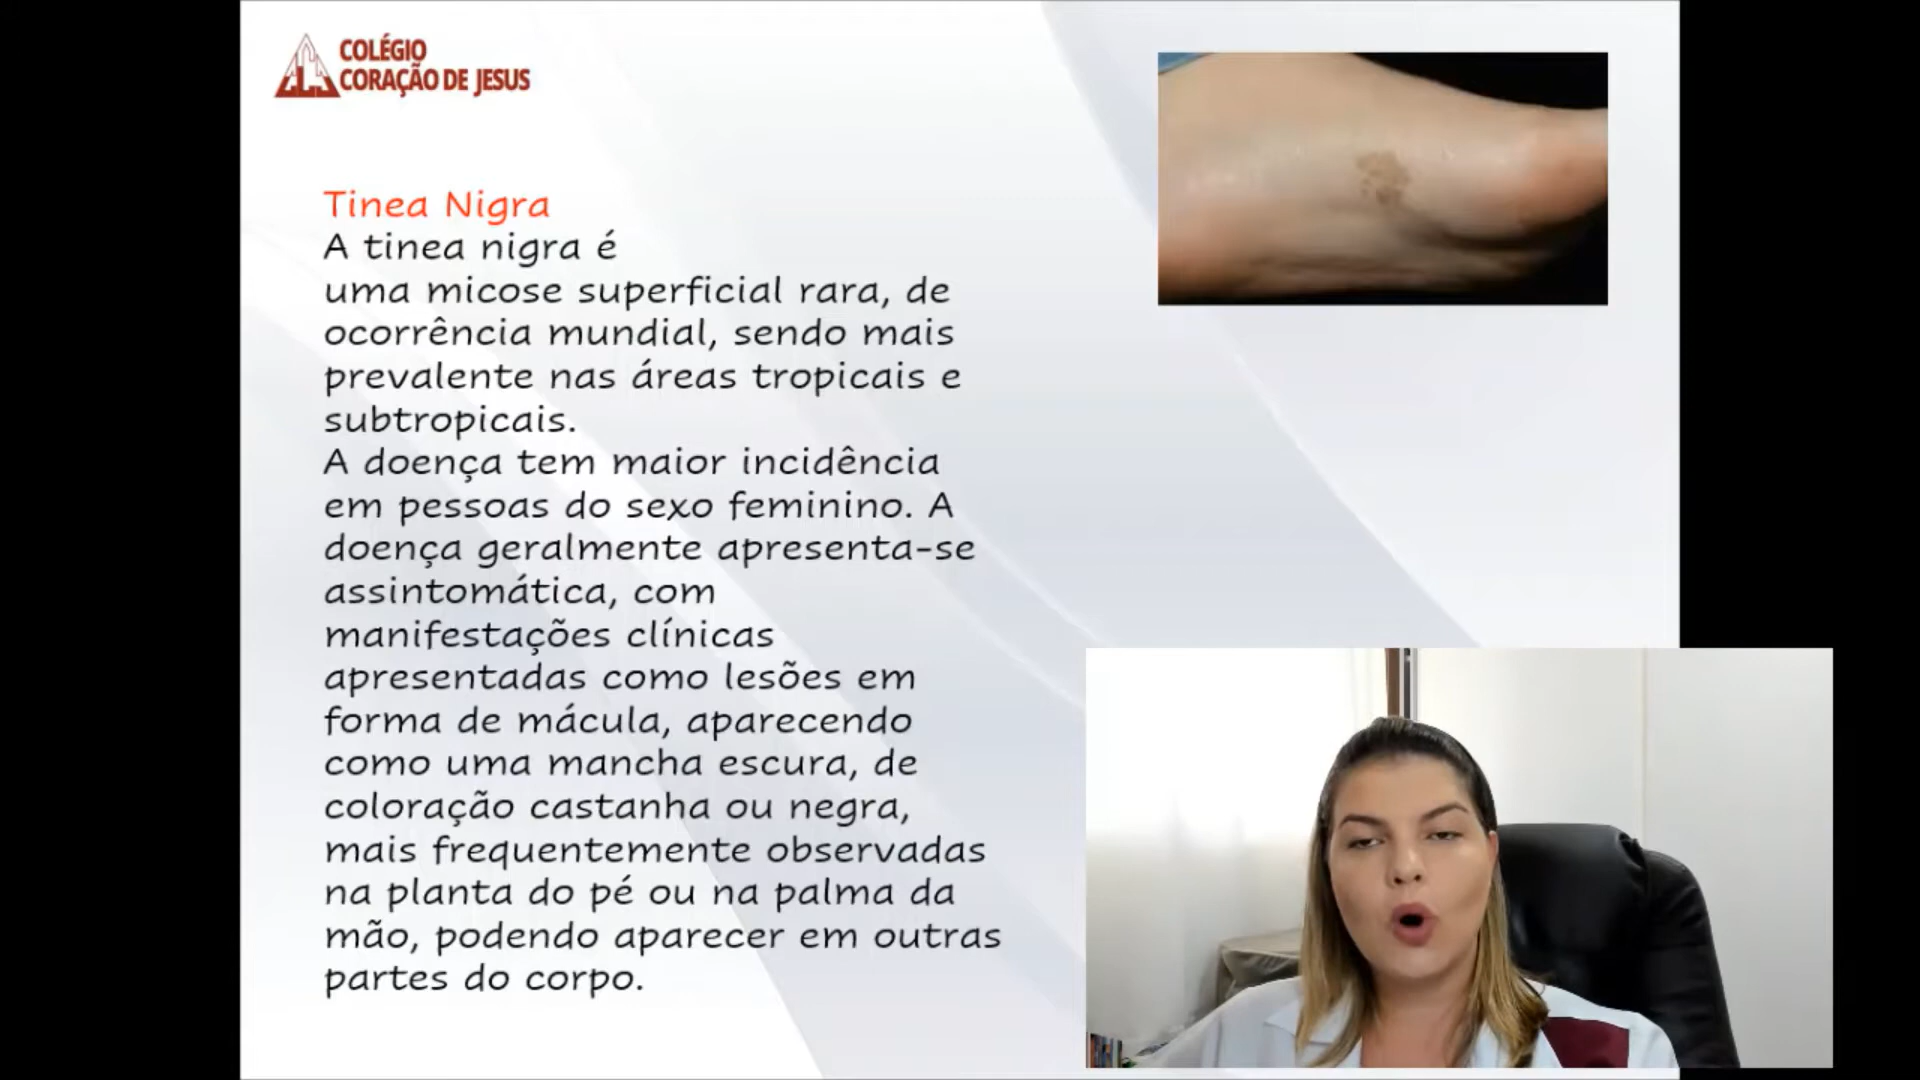 COLÉGIO
CORAÇÃO DE JESUS
Tinea Nigra
A tinea nigra é
uma micose superficial rara, de
ocorrência mundial, sendo mais
prevalente nas áreas tropicais e
subtropicais.
A doença tem maior incidência
em pessoas do sexo feminino. A
doença geralmente apresenta-se
assintomática, com
manifestações clínicas
apresentadas como lesões em
forma de mácula, aparecendo
como uma mancha escura, de
coloração castanha ou negra,
mais frequentemente observadas
na planta do pé ou na palma da
mão, podendo aparecer em outras
partes do corpo.